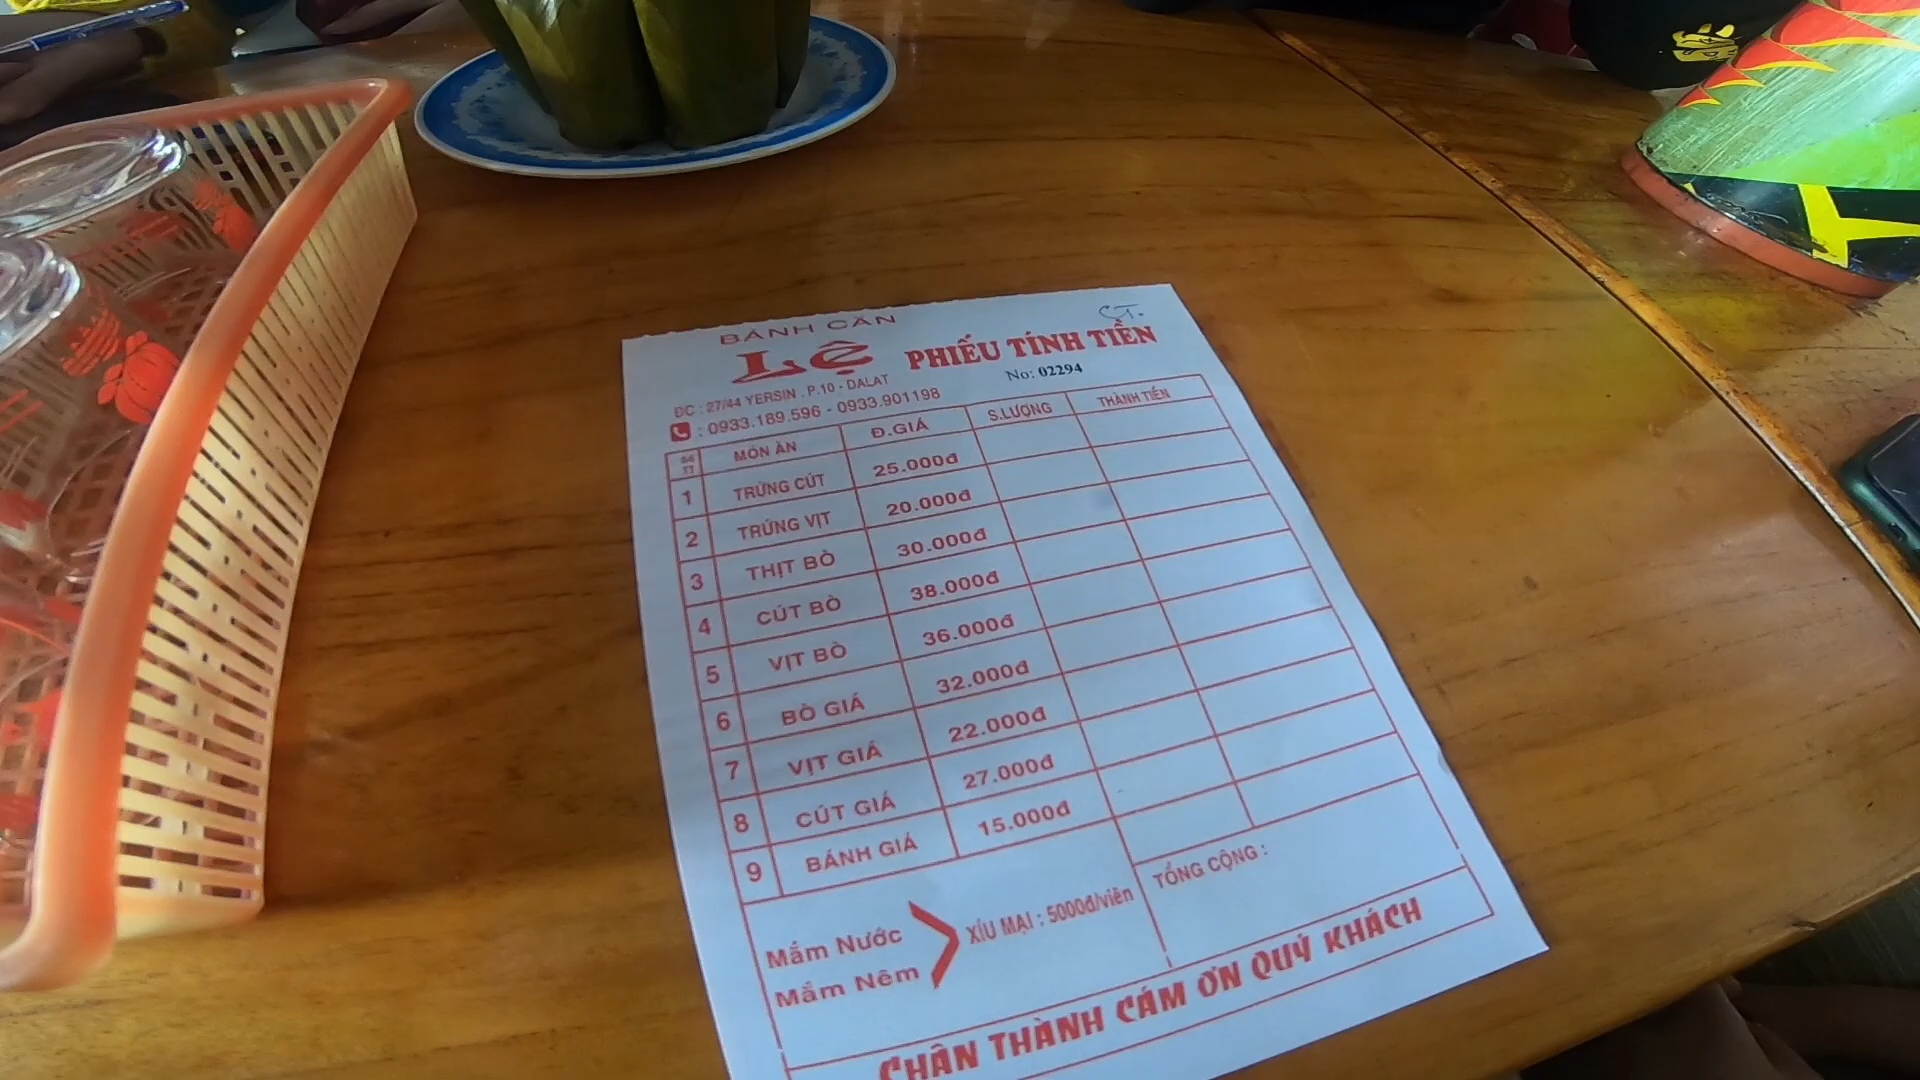 BÁNH CĂN
CT.
Lệ PHIẾU TÍNH TIỀN
ĐC : 27/44 YERSIN . P.10 - DALAT
No: 02294
: 0933.189.596 - 0933.901198
Số TT MÓN ĂN Đ.GIÁ S.LƯỢNG THÀNH TIỀN
1 TRỨNG CÚT 25.000đ
2 TRỨNG VỊT 20.000đ
3 THỊT BÒ 30.000đ
4 CÚT BÒ 38.000đ
5 VỊT BÒ 36.000đ
6 BÒ GIÁ 32.000đ
7 VỊT GIÁ 22.000đ
8 CÚT GIÁ 27.000đ
9 BÁNH GIÁ 15.000đ
Mắm Nước
Mắm Nêm
XÍU MẠI : 5000đ/viên
TỔNG CỘNG :
CHÂN THÀNH CÁM ƠN QUÝ KHÁCH